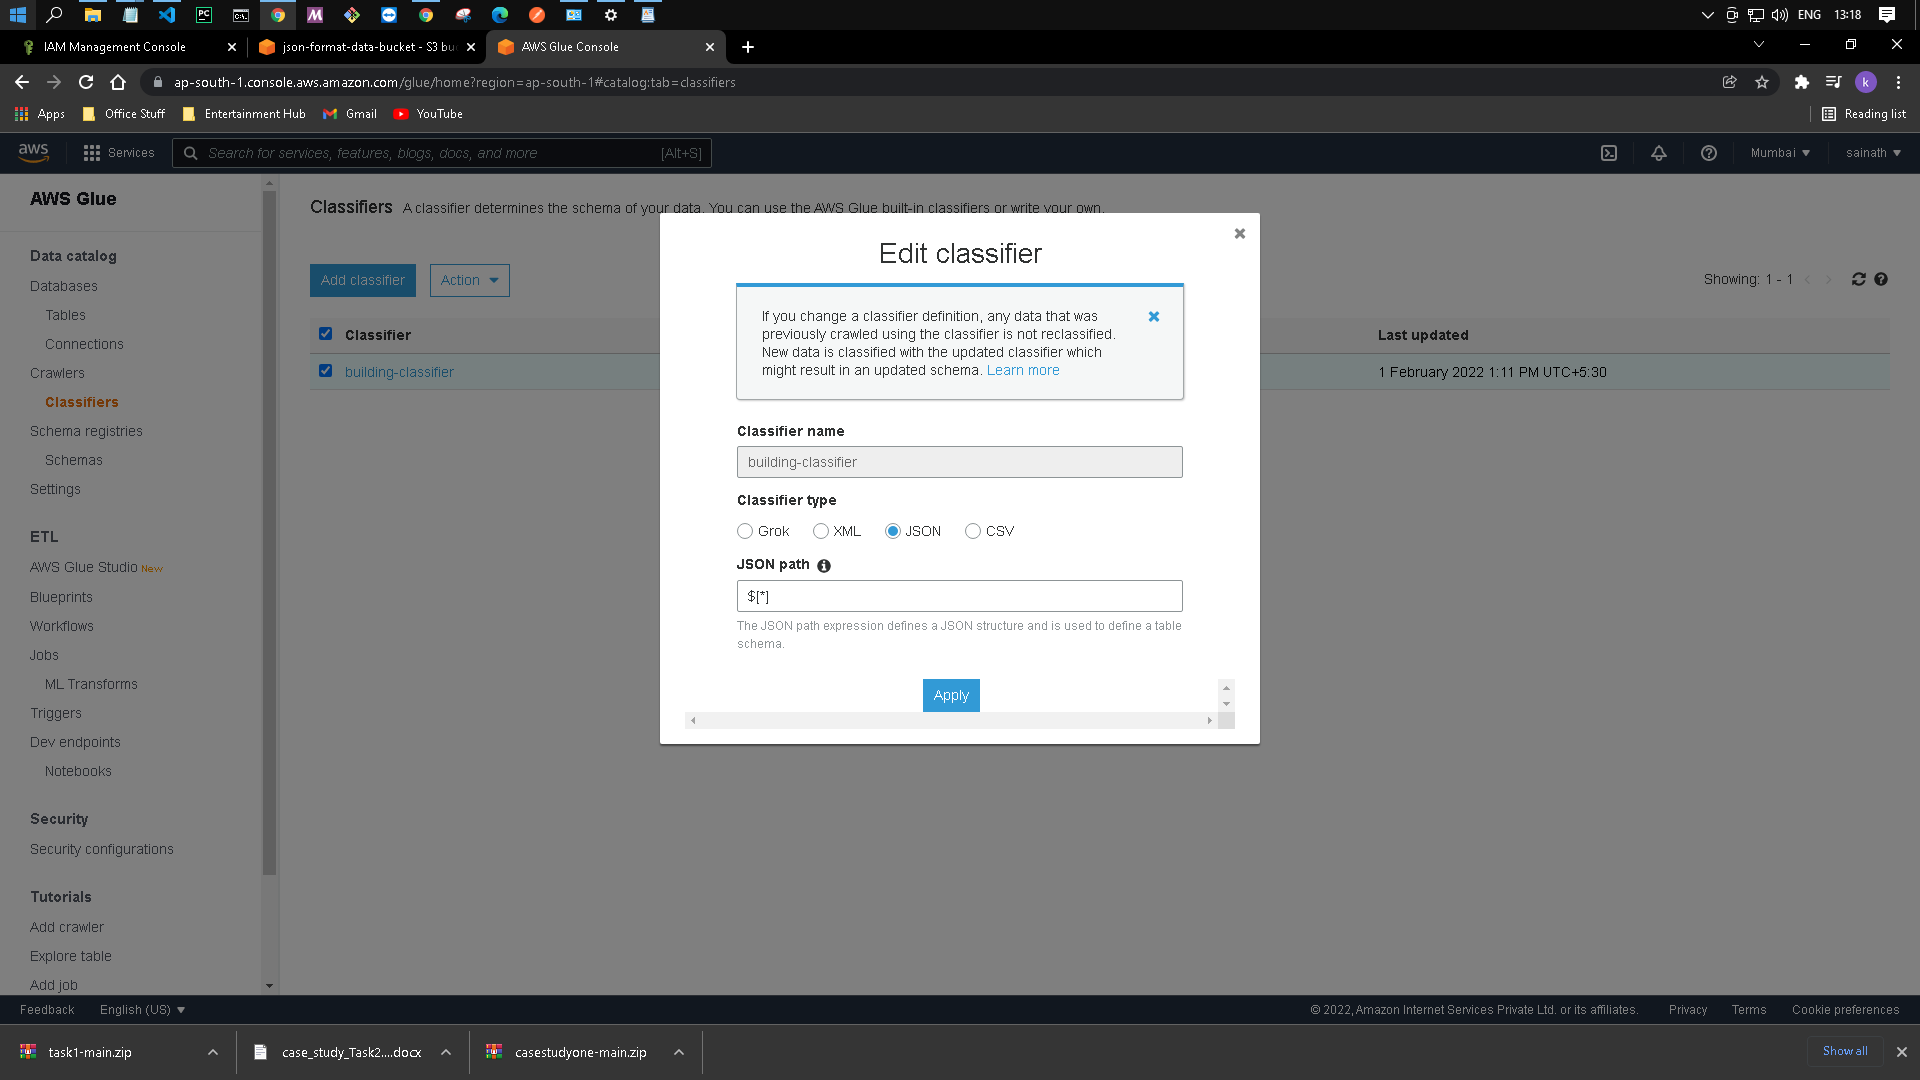 ENG
13:18
IAM Management Console
json-format-data-bucket - S3 bu
AWS Glue Console
ap-south-1.console.aws.amazon.com/glue/home?region=ap-south-1#catalog:tab=classifiers
k
Apps
Office Stuff
Entertainment Hub
Gmail
YouTube
Reading list
aws
Services
Search for services, features, blogs, docs, and more
[Alt+S]
Mumbai
sainath
AWS Glue
Data catalog
Databases
Tables
Connections
Crawlers
Classifiers
Schema registries
Schemas
Settings
ETL
AWS Glue Studio New
Blueprints
Workflows
Jobs
ML Transforms
Triggers
Dev endpoints
Notebooks
Security
Security configurations
Tutorials
Add crawler
Explore table
Add job
Classifiers A classifier determines the schema of your data. You can use the AWS Glue built-in classifiers or write your own.
Add classifier
Action
Showing: 1 - 1
Classifier
Last updated
building-classifier
1 February 2022 1:11 PM UTC+5:30
Edit classifier
If you change a classifier definition, any data that was
previously crawled using the classifier is not reclassified.
New data is classified with the updated classifier which
might result in an updated schema. Learn more
Classifier name
building-classifier
Classifier type
Grok
XML
JSON
CSV
JSON path
$[*]
The JSON path expression defines a JSON structure and is used to define a table
schema.
Apply
Feedback
English (US)
© 2022, Amazon Internet Services Private Ltd. or its affiliates.
Privacy
Terms
Cookie preferences
task1-main.zip
case_study_Task2....docx
casestudyone-main.zip
Show all